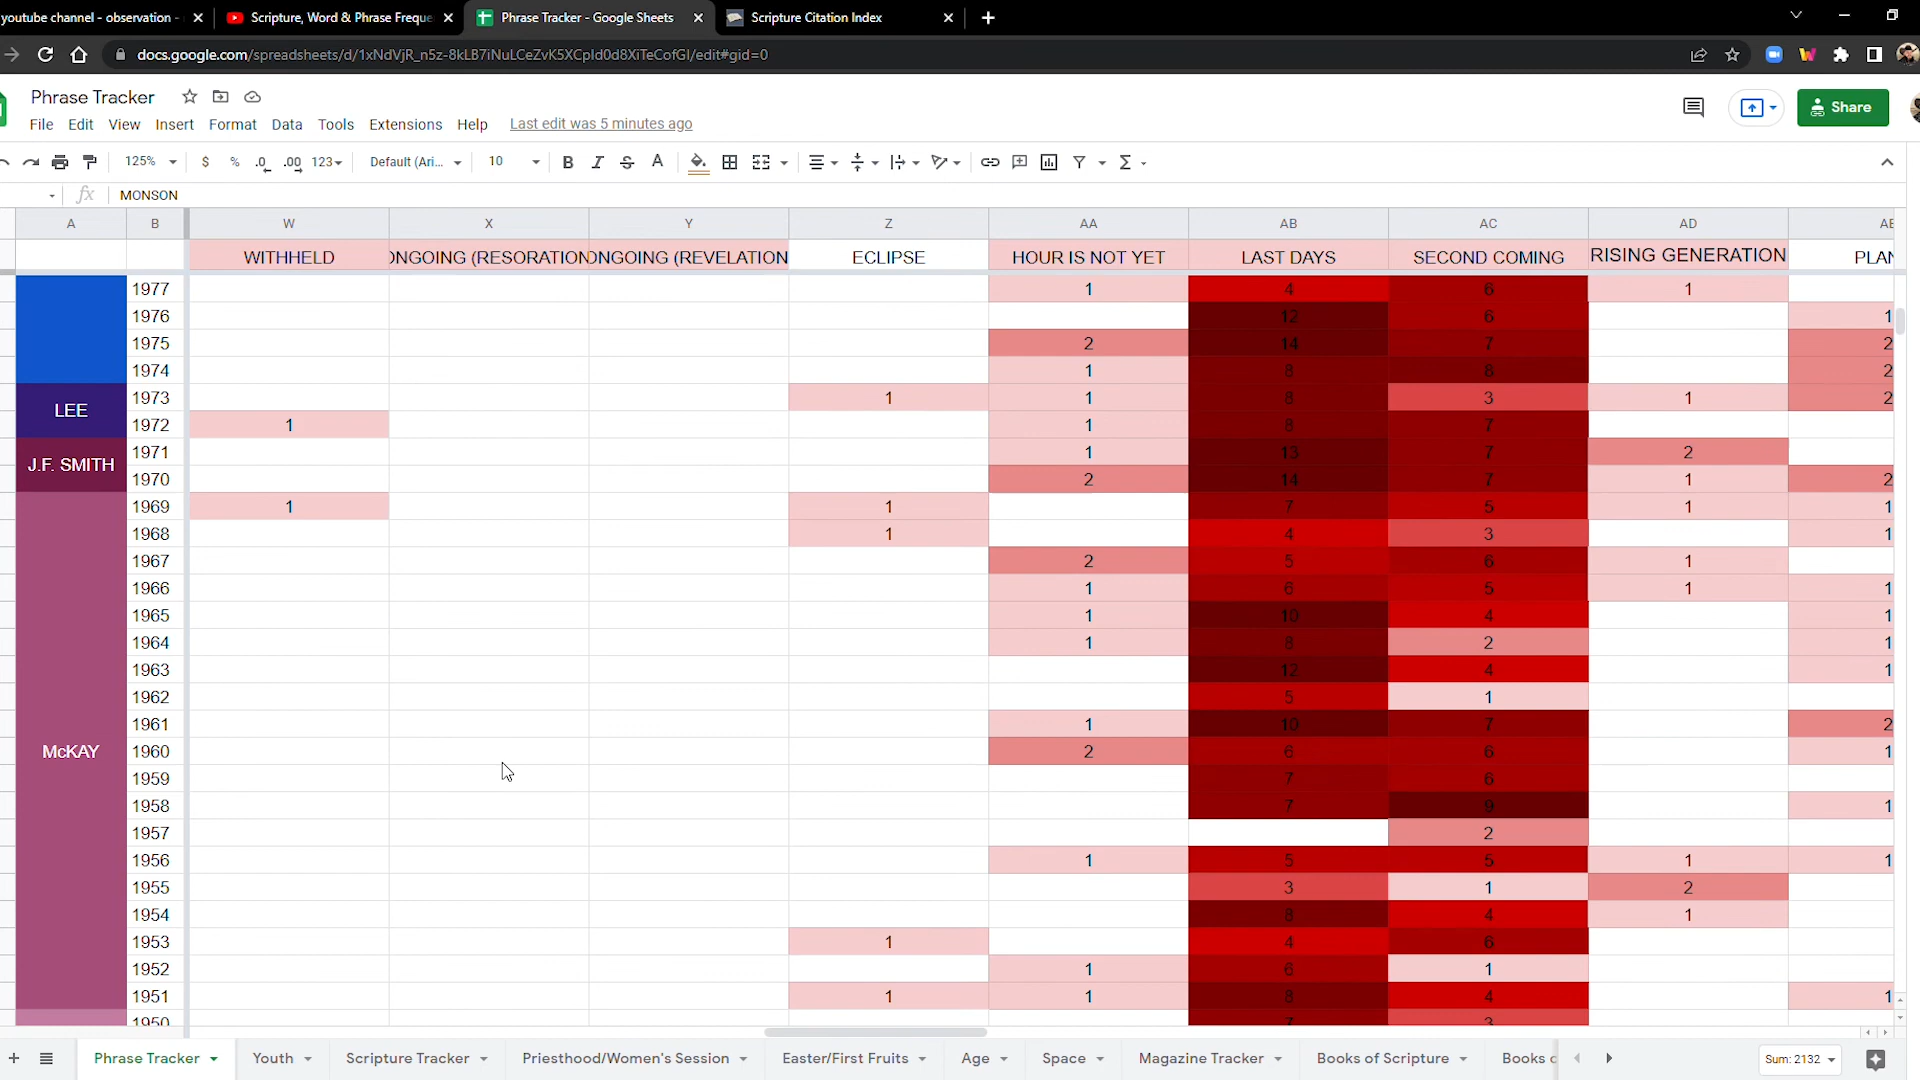 youtube channel - observation - Scripture, Word & Phrase Freque Phrase Tracker - Google Sheets Scripture Citation Index
docs.google.com/spreadsheets/d/1xNdVjR_n5z-8kLB7iNuLCeZvK5XCpId0d8XiTeCofGI/edit#gid=0
Phrase Tracker
File Edit View Insert Format Data Tools Extensions Help Last edit was 5 minutes ago
Share
125% $ % .0 .00 123 Default (Ari... 10 B I S A Σ
fx MONSON
A B W X Y Z AA AB AC AD AE
WITHHELD ONGOING (RESORATION ONGOING (REVELATION ECLIPSE HOUR IS NOT YET LAST DAYS SECOND COMING RISING GENERATION PLAN
1977 1 4 6 1
1976 12 6 1
1975 2 14 7 2
1974 1 8 8 2
LEE
1973 1 1 8 3 1 2
1972 1 1 8 7
J.F. SMITH
1971 1 13 7 2
1970 2 14 7 1 2
1969 1 1 7 5 1 1
1968 1 4 3 1
1967 2 5 6 1
1966 1 6 5 1 1
1965 1 10 4 1
1964 1 8 2 1
1963 12 4 1
1962 5 1
1961 1 10 7 2
McKAY 1960 2 6 6 1
1959 7 6
1958 7 9 1
1957 2
1956 1 5 5 1 1
1955 3 1 2
1954 8 4 1
1953 1 4 6
1952 1 6 1
1951 1 1 8 4 1
1950 7 3
Phrase Tracker Youth Scripture Tracker Priesthood/Women's Session Easter/First Fruits Age Space Magazine Tracker Books of Scripture Books Sum: 2132